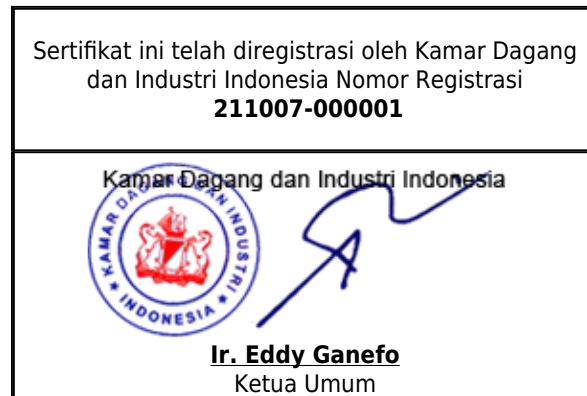 Sertifikat ini telah diregistrasi oleh Kamar Dagang
dan Industri Indonesia Nomor Registrasi
211007-000001
Kamar Dagang dan Industri Indonesia
KAMAR DAGANG DAN INDUSTRI
INDONESIA
Ir. Eddy Ganefo
Ketua Umum